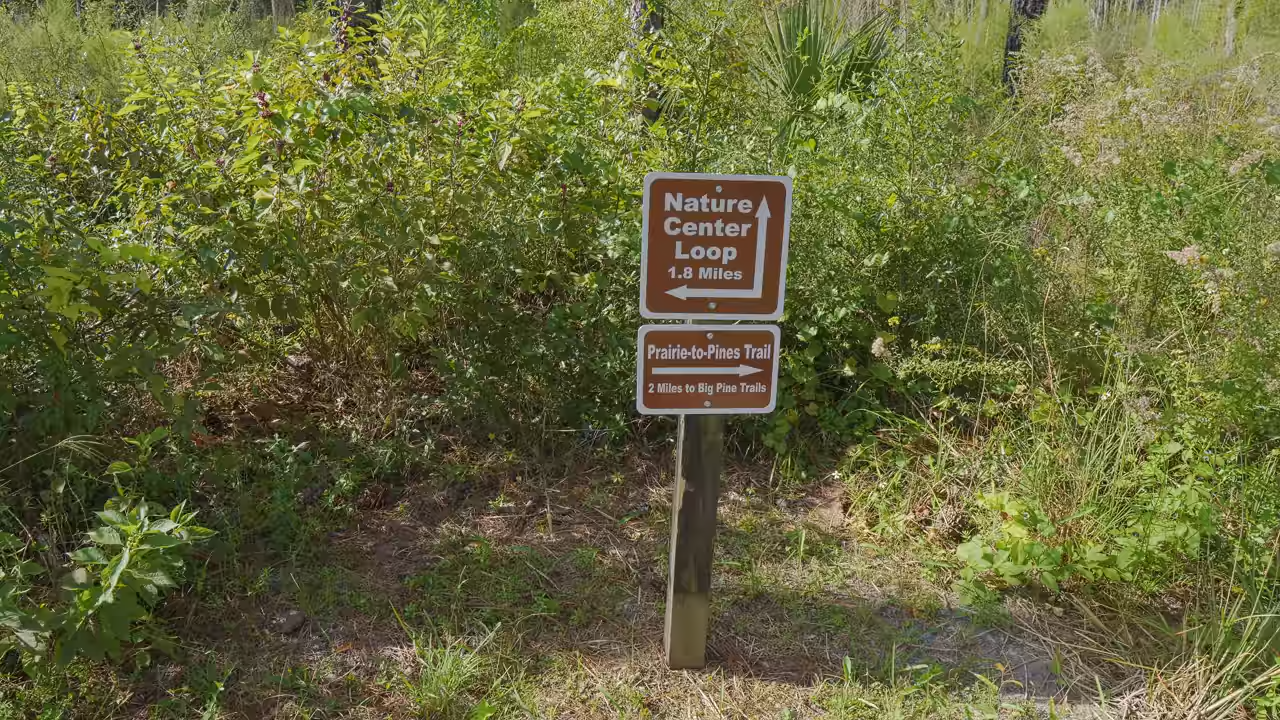 Nature
Center
Loop
1.8 Miles
Prairie-to-Pines Trail
2 Miles to Big Pine Trails